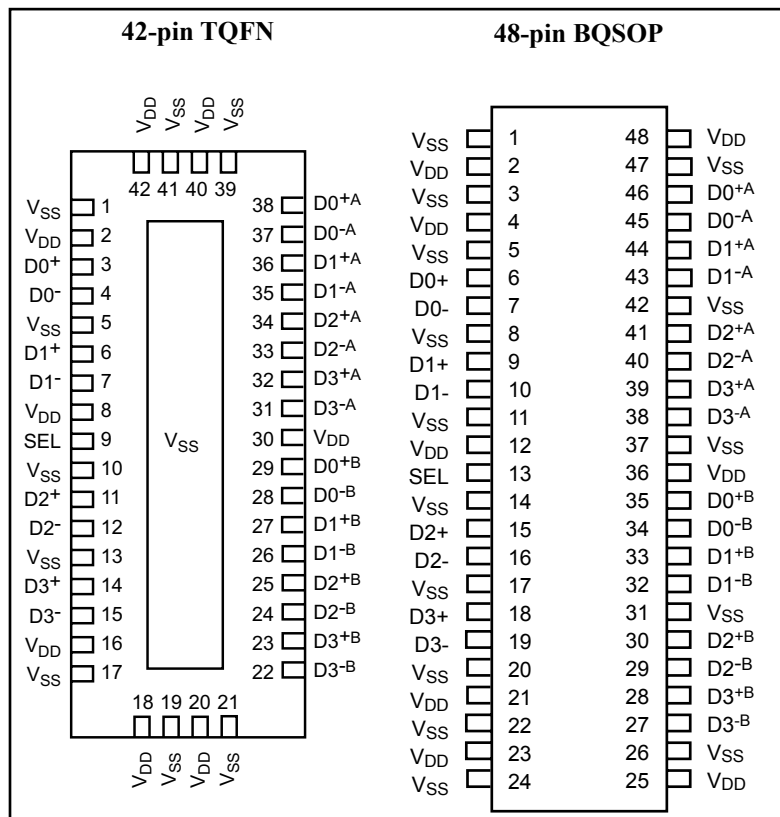 42-pin TQFN
48-pin BQSOP
VDD VSS VDD VSS
42 41 40 39
VSS 1 38 D0+A
VDD 2 37 D0-A
D0+ 3 36 D1+A
D0- 4 35 D1-A
VSS 5 34 D2+A
D1+ 6 33 D2-A
D1- 7 32 D3+A
VDD 8 31 D3-A
SEL 9 30 VDD
VSS 10 29 D0+B
D2+ 11 28 D0-B
D2- 12 27 D1+B
VSS 13 26 D1-B
D3+ 14 25 D2+B
D3- 15 24 D2-B
VDD 16 23 D3+B
VSS 17 22 D3-B
VSS
18 19 20 21
VDD VSS VDD VSS
VSS 1 48 VDD
VDD 2 47 VSS
VSS 3 46 D0+A
VDD 4 45 D0-A
VSS 5 44 D1+A
D0+ 6 43 D1-A
D0- 7 42 VSS
VSS 8 41 D2+A
D1+ 9 40 D2-A
D1- 10 39 D3+A
VSS 11 38 D3-A
VDD 12 37 VSS
SEL 13 36 VDD
VSS 14 35 D0+B
D2+ 15 34 D0-B
D2- 16 33 D1+B
VSS 17 32 D1-B
D3+ 18 31 VSS
D3- 19 30 D2+B
VSS 20 29 D2-B
VDD 21 28 D3+B
VSS 22 27 D3-B
VDD 23 26 VSS
VSS 24 25 VDD